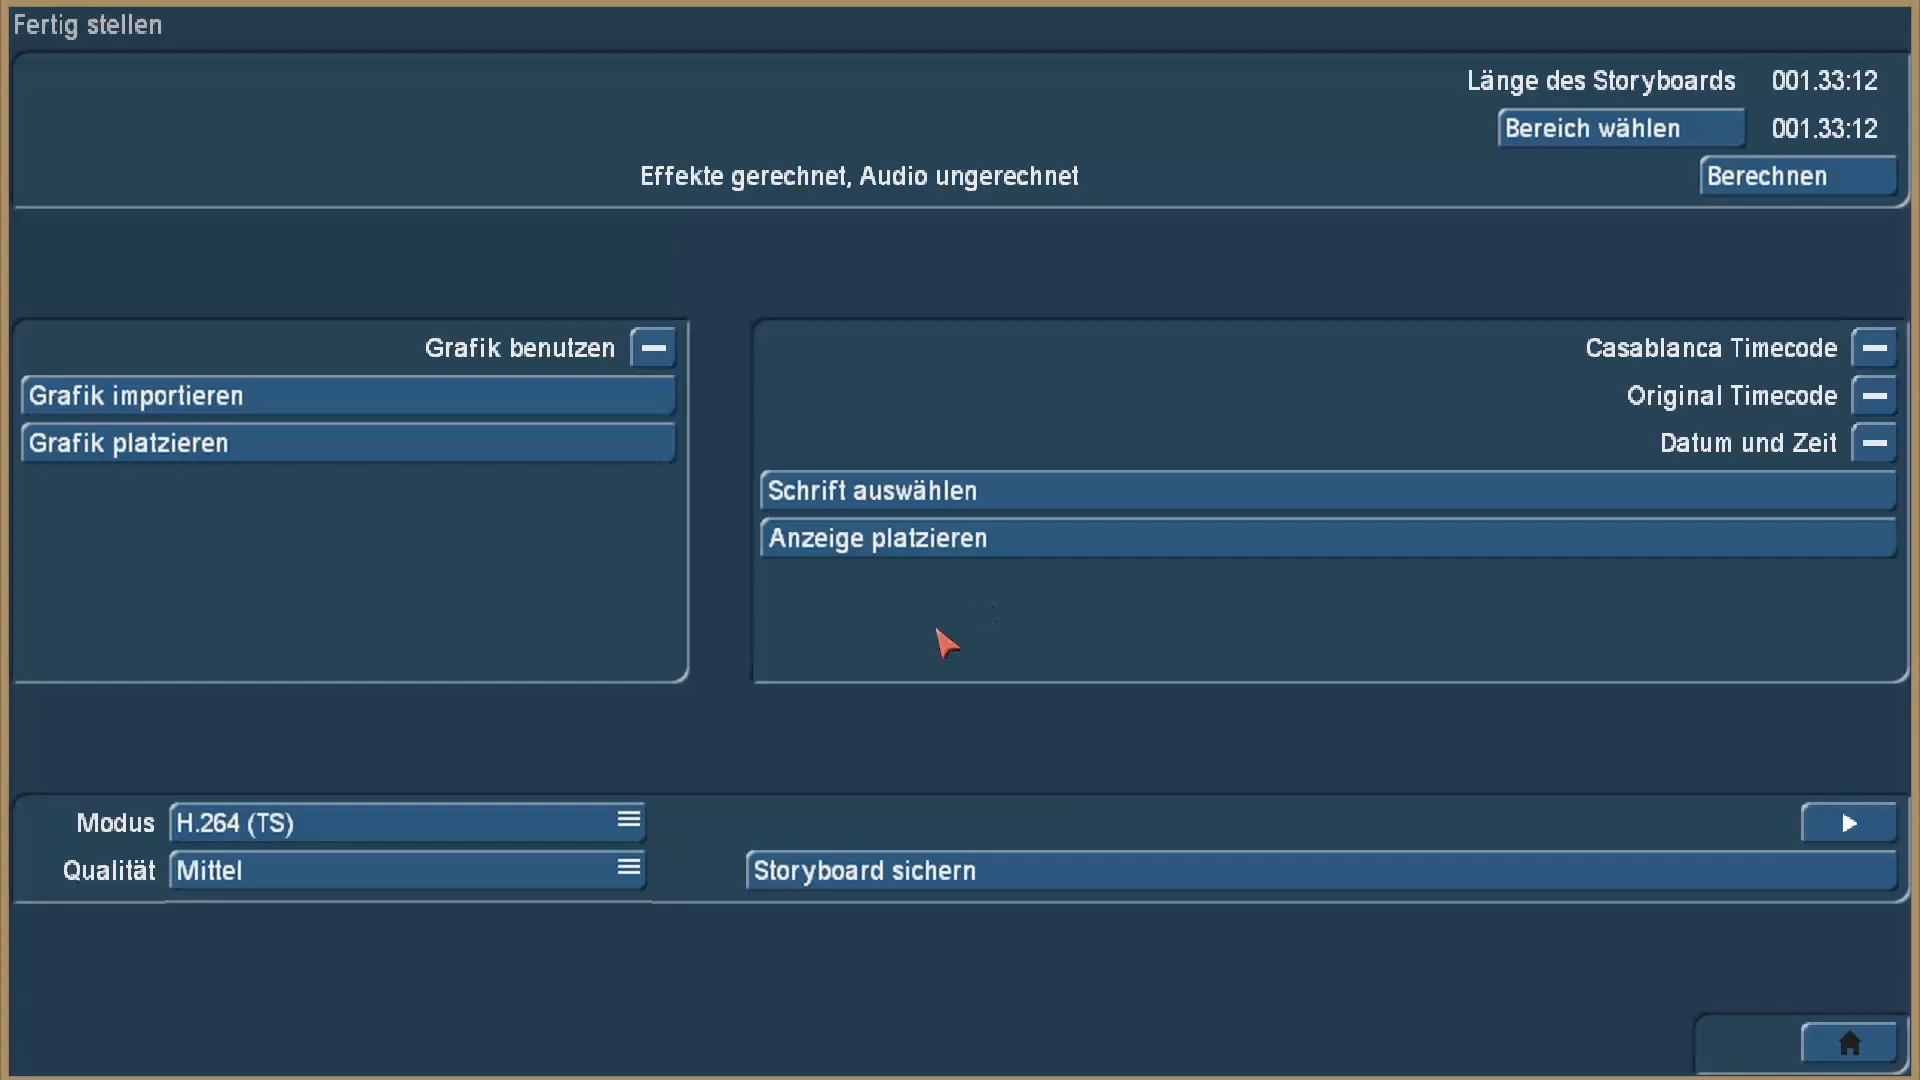 Fertig stellen
Länge des Storyboards 001.33:12
Bereich wählen 001.33:12
Effekte gerechnet, Audio ungerechnet Berechnen
Grafik benutzen
Grafik importieren
Grafik platzieren
Casablanca Timecode
Original Timecode
Datum und Zeit
Schrift auswählen
Anzeige platzieren
Modus H.264 (TS)
Qualität Mittel
Storyboard sichern